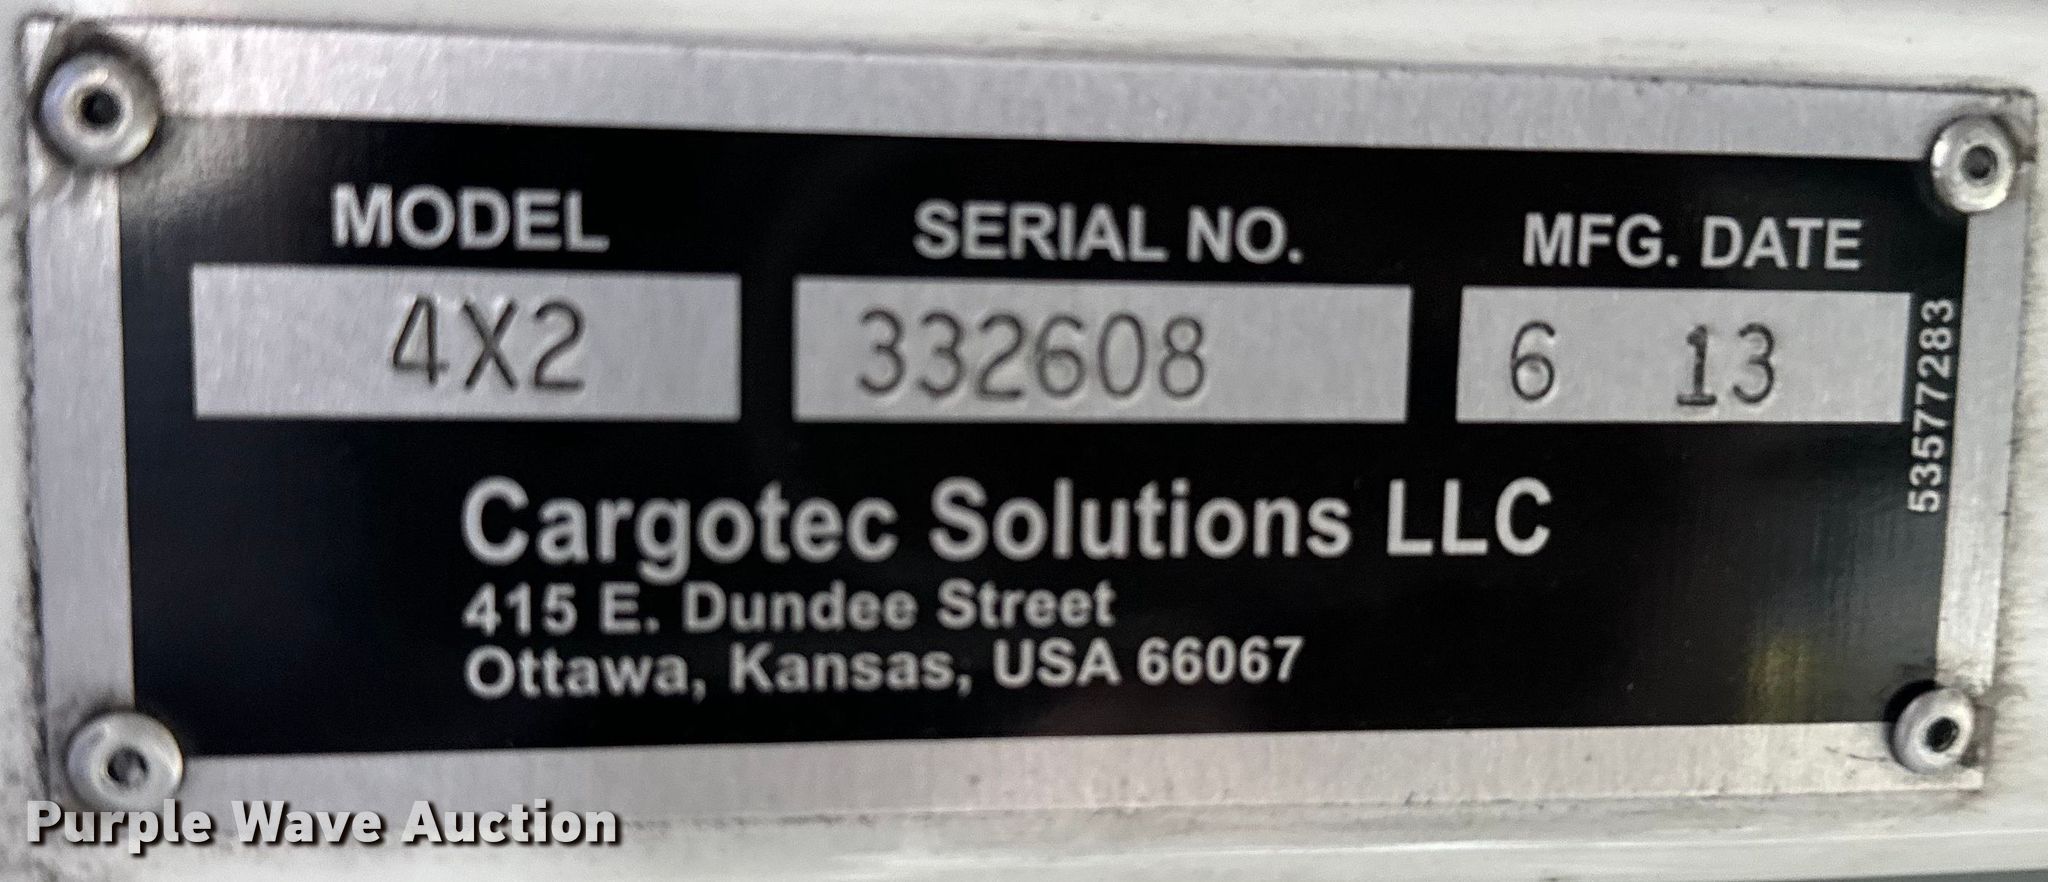 MODEL SERIAL NO. MFG. DATE
4X2 332608 6 13
53577283
Cargotec Solutions LLC
415 E. Dundee Street
Ottawa, Kansas, USA 66067
Purple Wave Auction